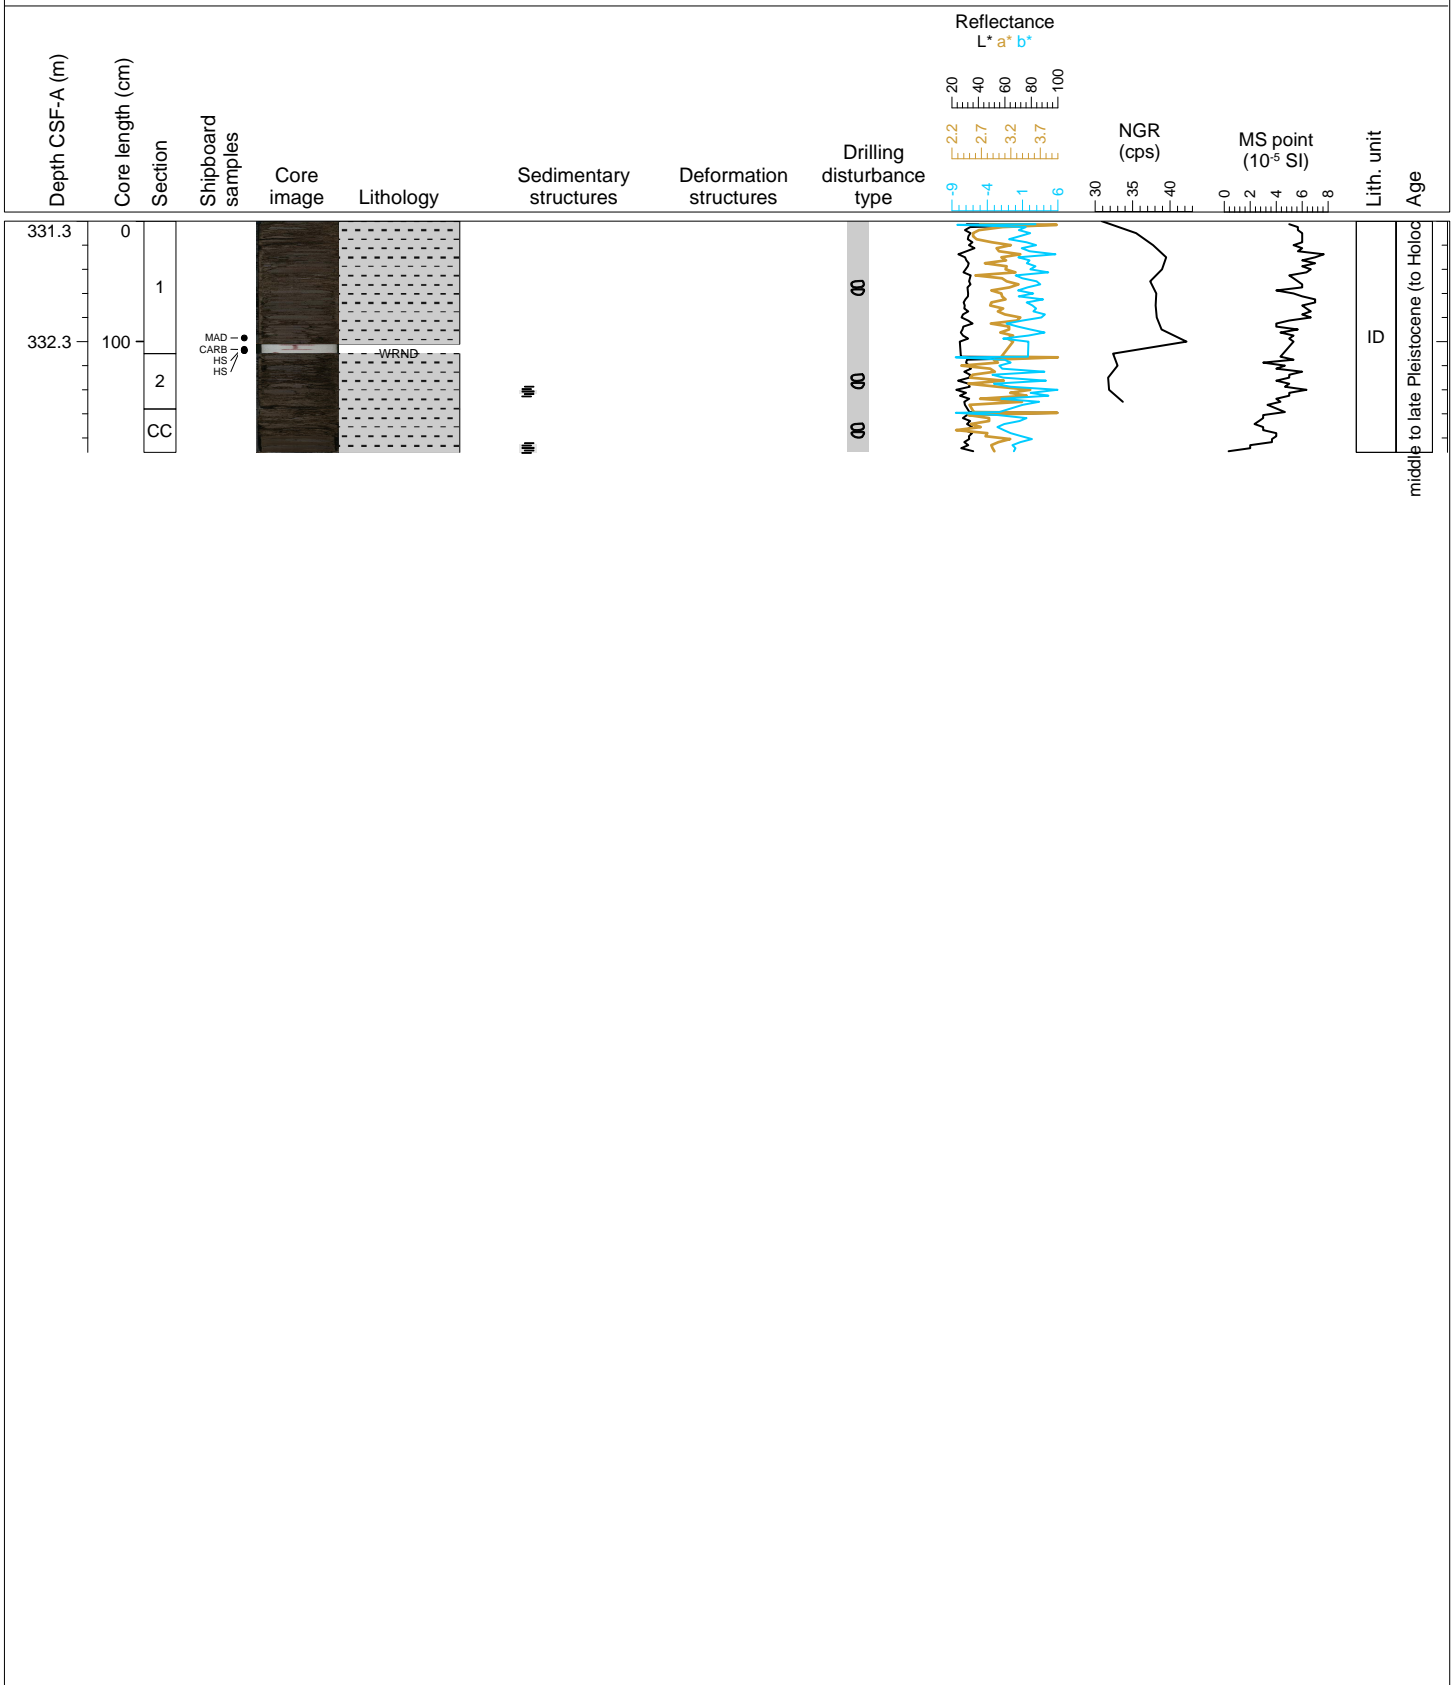 Depth CSF-A (m)
Core length (cm)
Section
Shipboard
samples
Core
image
Lithology
Sedimentary
structures
Deformation
structures
Drilling
disturbance
type
Reflectance
L* a* b*
20 40 60 80 100
2.2 2.7 3.2 3.7
-9 -4 1 6
NGR
(cps)
30 35 40
MS point
(10-5 SI)
0 2 4 6 8
Lith. unit
Age
331.3
0
1
332.3
100
MAD
CARB
HS
HS
WRND
2
CC
ID
middle to late Pleistocene (to Holoc